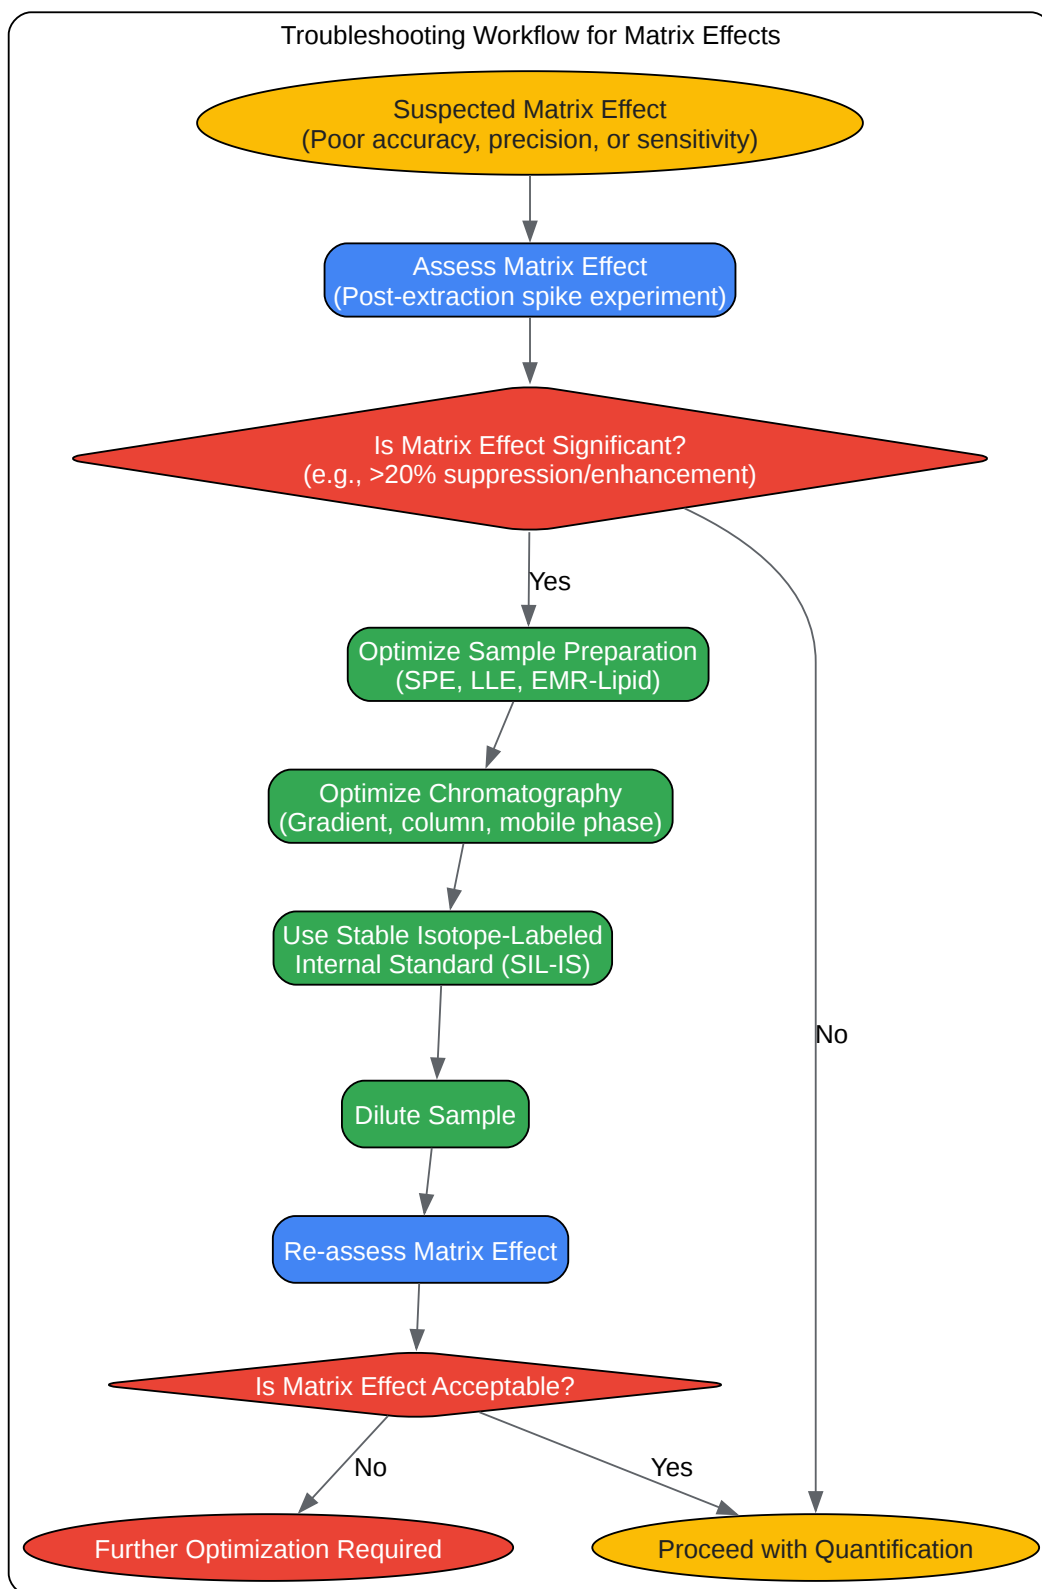 Troubleshooting Workflow for Matrix Effects
Suspected Matrix Effect
(Poor accuracy, precision, or sensitivity)
Assess Matrix Effect
(Post-extraction spike experiment)
Is Matrix Effect Significant?
(e.g., >20% suppression/enhancement)
Yes
Optimize Sample Preparation
(SPE, LLE, EMR-Lipid)
Optimize Chromatography
(Gradient, column, mobile phase)
Use Stable Isotope-Labeled
Internal Standard (SIL-IS)
No
Dilute Sample
Re-assess Matrix Effect
Is Matrix Effect Acceptable?
No
Yes
Further Optimization Required
Proceed with Quantification